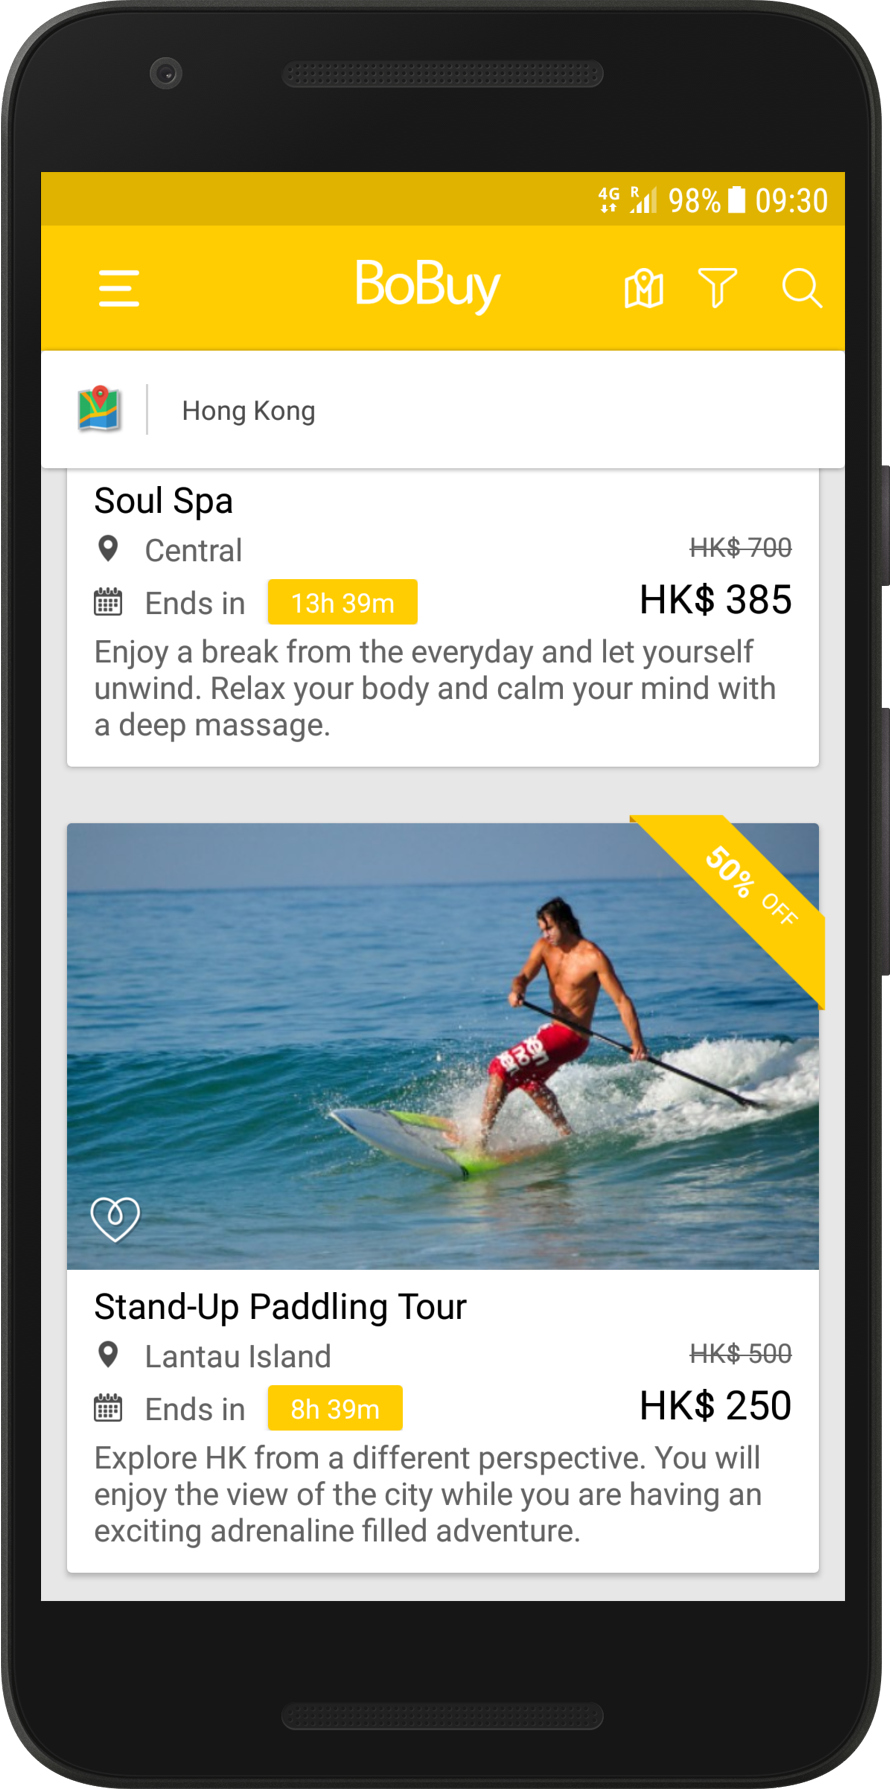 4G R 98% 09:30
BoBuy
Hong Kong
Soul Spa
Central
HK$ 700
Ends in 13h 39m
HK$ 385
Enjoy a break from the everyday and let yourself
unwind. Relax your body and calm your mind with
a deep massage.
50% OFF
Stand-Up Paddling Tour
Lantau Island
HK$ 500
Ends in 8h 39m
HK$ 250
Explore HK from a different perspective. You will
enjoy the view of the city while you are having an
exciting adrenaline filled adventure.